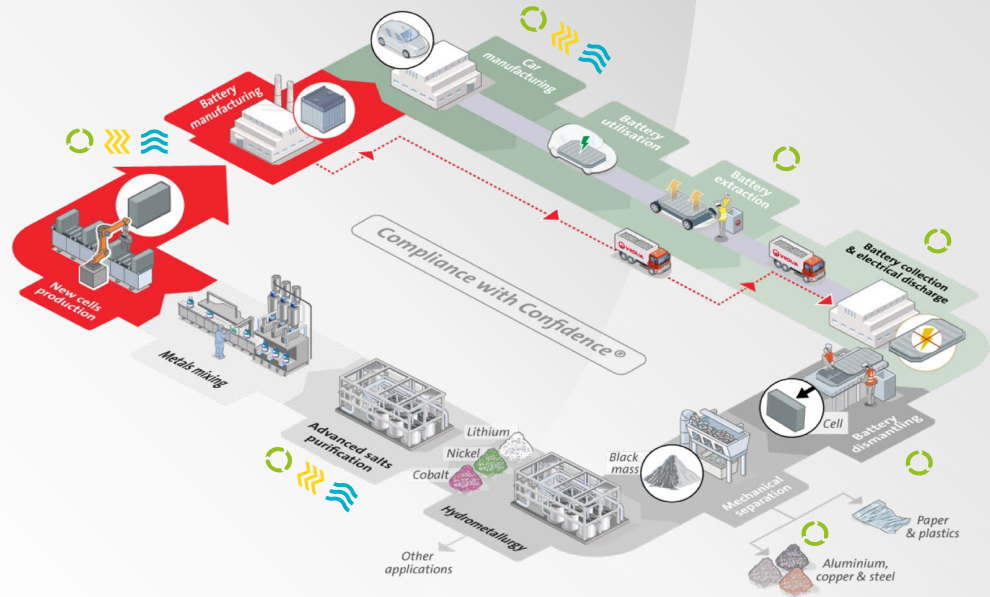 Car
manufacturing
Battery
manufacturing
Battery
utilisation
Battery
extraction
Battery collection
& electrical discharge
VEOLIA
VEOLIA
Compliance with Confidence ®
New cells
production
Metals mixing
Advanced salts
purification
Lithium
Nickel
Cobalt
Hydrometallurgy
Other
applications
Black
mass
Cell
Battery
dismantling
Mechanical
separation
Paper
& plastics
Aluminium,
copper & steel